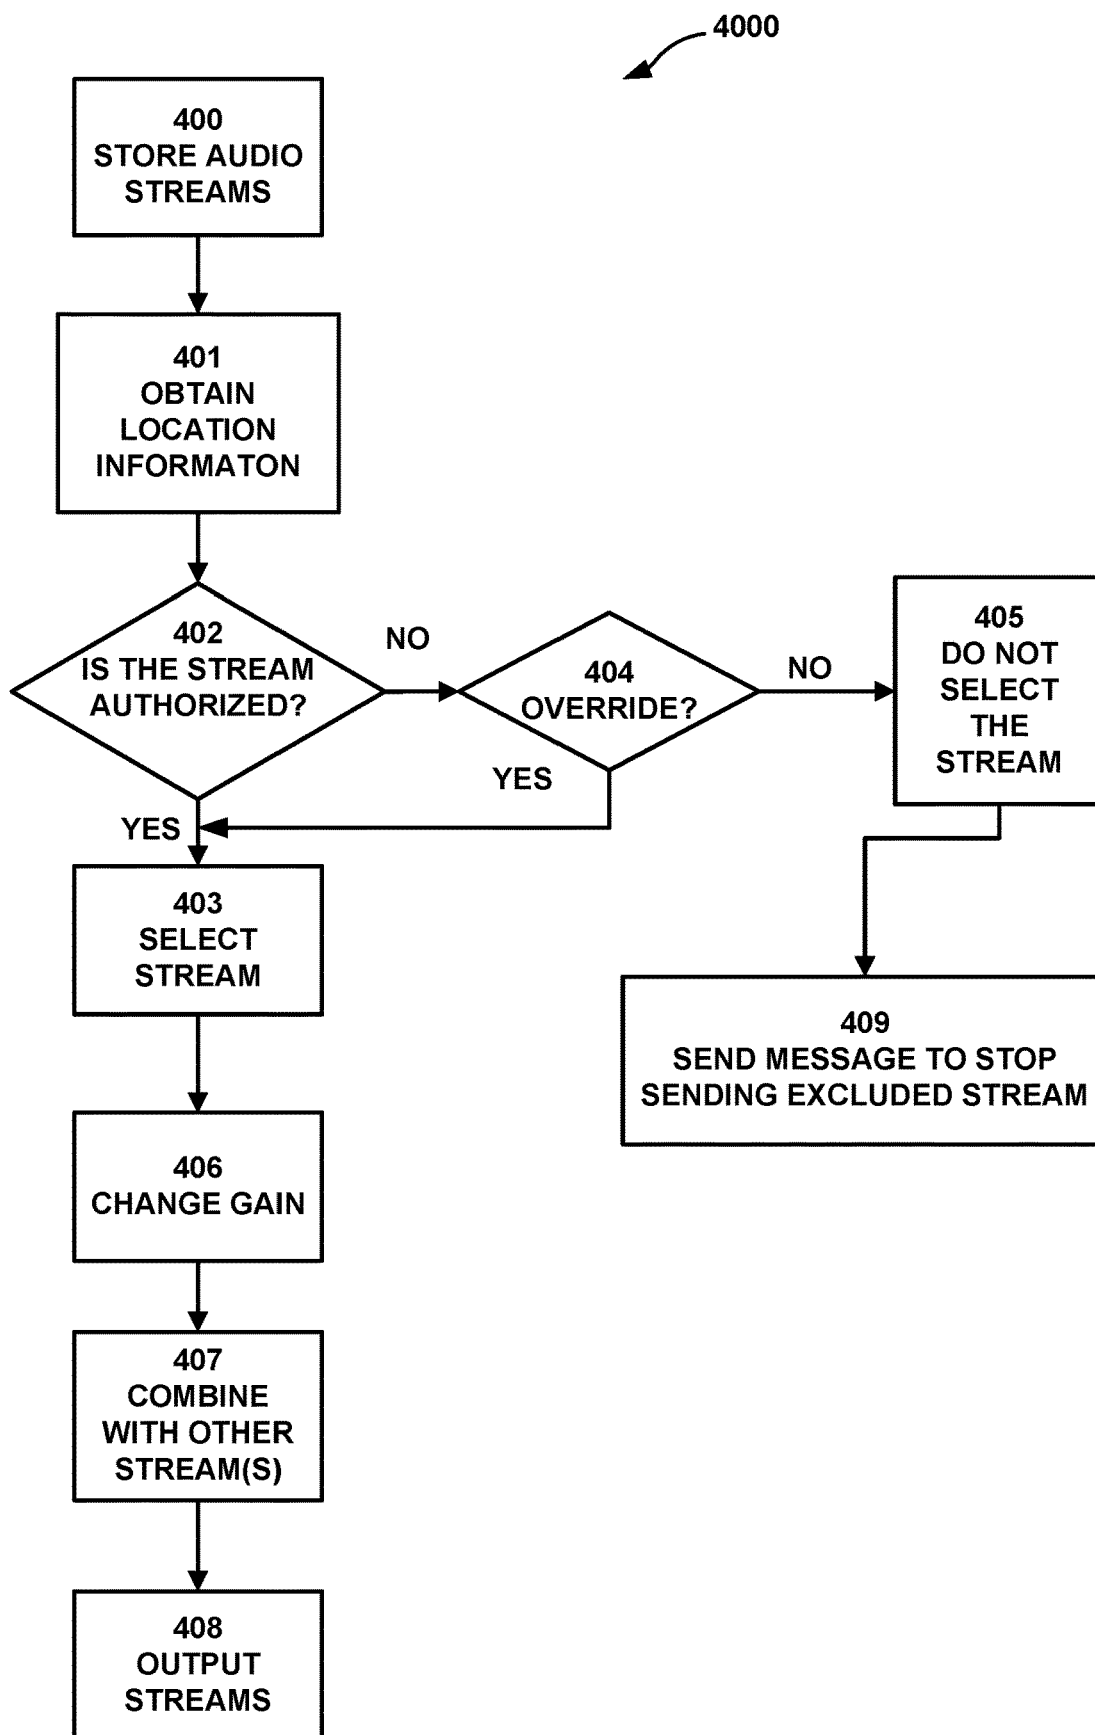 4000
400
STORE AUDIO
STREAMS
401
OBTAIN
LOCATION
INFORMATON
402
IS THE STREAM
AUTHORIZED?
NO
404
OVERRIDE?
NO
405
DO NOT
SELECT
THE
STREAM
YES
YES
403
SELECT
STREAM
409
SEND MESSAGE TO STOP
SENDING EXCLUDED STREAM
406
CHANGE GAIN
407
COMBINE
WITH OTHER
STREAM(S)
408
OUTPUT
STREAMS